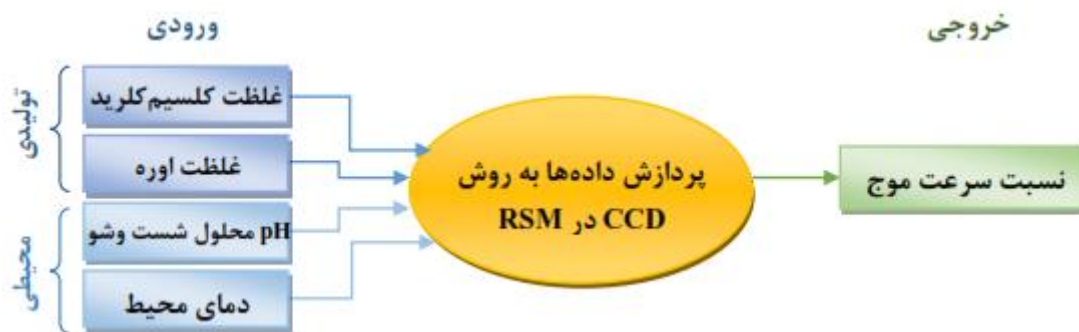 ورودی
خروجی
تولیدی
غلظت کلسیم‌کلرید
غلظت اوره
محیطی
pH محلول شست وشو
دمای محیط
پردازش داده‌ها به روش
CCD در RSM
نسبت سرعت موج